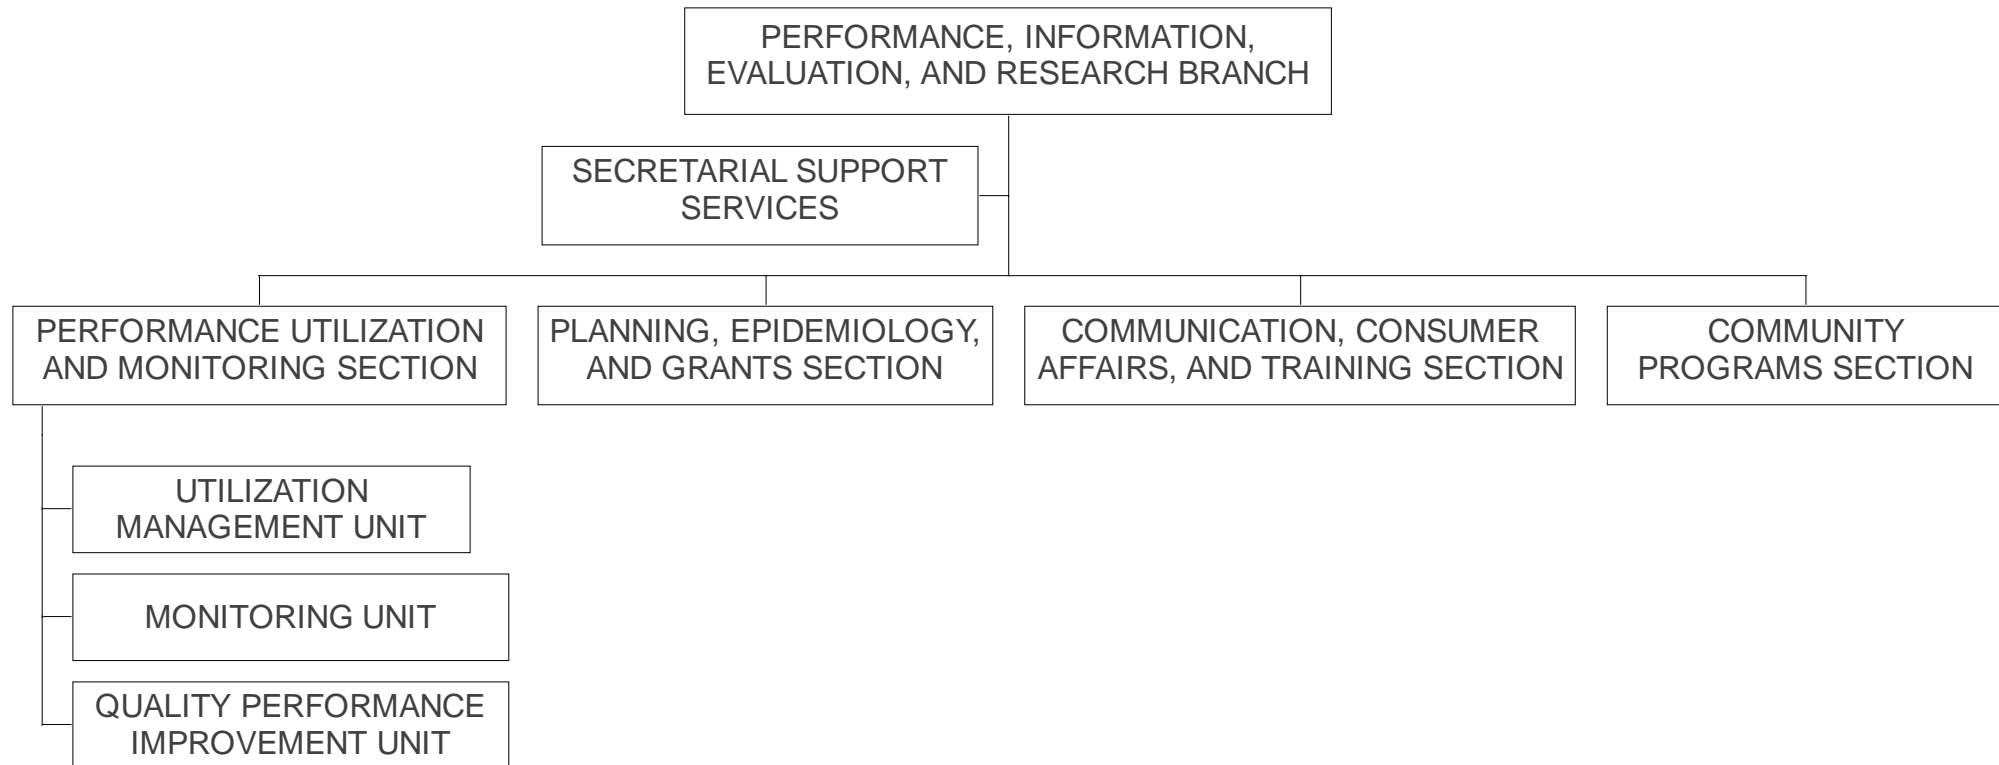 PERFORMANCE, INFORMATION,
EVALUATION, AND RESEARCH BRANCH
SECRETARIAL SUPPORT
SERVICES
PERFORMANCE UTILIZATION
AND MONITORING SECTION
PLANNING, EPIDEMIOLOGY,
AND GRANTS SECTION
COMMUNICATION, CONSUMER
AFFAIRS, AND TRAINING SECTION
COMMUNITY
PROGRAMS SECTION
UTILIZATION
MANAGEMENT UNIT
MONITORING UNIT
QUALITY PERFORMANCE
IMPROVEMENT UNIT